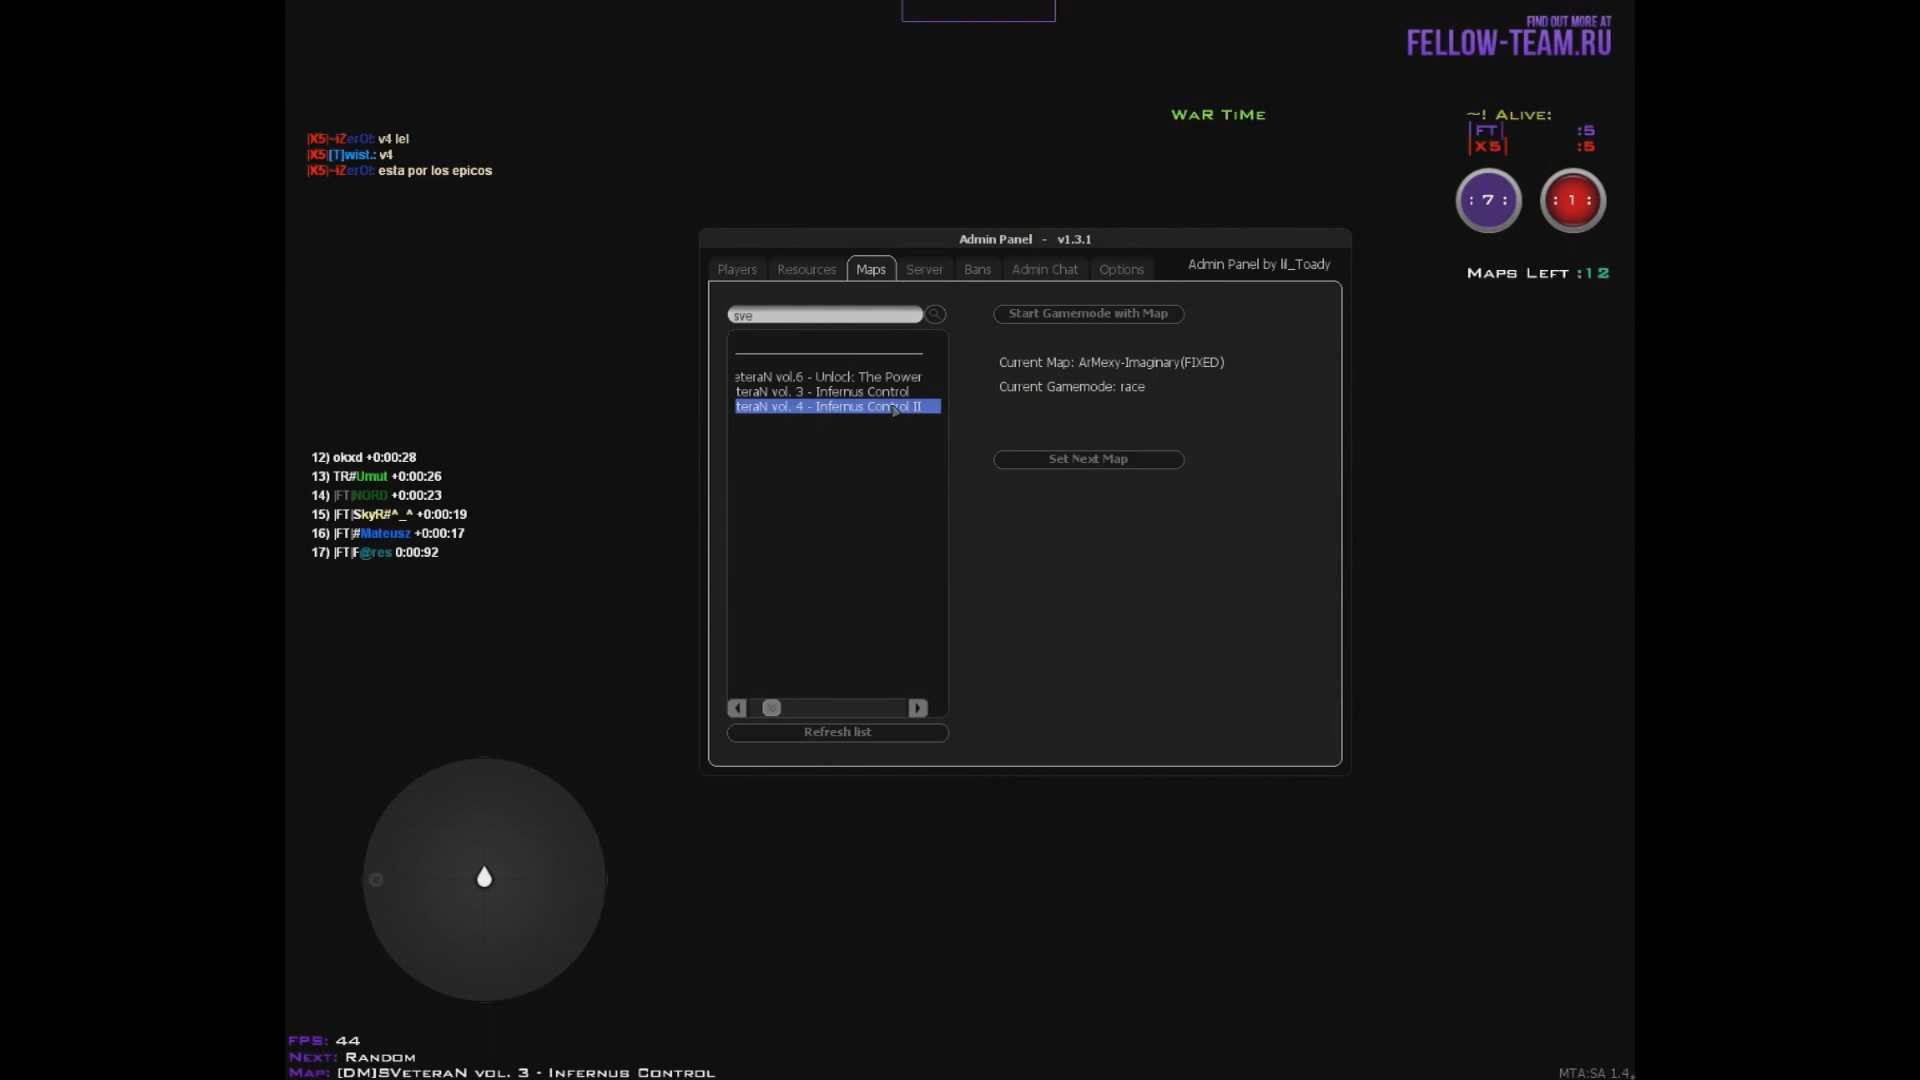 FIND OUT MORE AT
FELLOW-TEAM.RU
WAR TIME
~! ALIVE:
|FT| :5
|X5| :5
: 7 :
: 1 :
MAPS LEFT :12
|X5|~iZerO!: v4 lel
|X5|[T]wist.: v4
|X5|~iZerO!: esta por los epicos
Admin Panel - v1.3.1
Players
Resources
Maps
Server
Bans
Admin Chat
Options
Admin Panel by lil_Toady
sve
Start Gamemode with Map
eteraN vol.6 - Unlock The Power
teraN vol. 3 - Infernus Control
teraN vol. 4 - Infernus Control II
Current Map: ArMexy-Imaginary(FIXED)
Current Gamemode: race
Set Next Map
Refresh list
12) okxd +0:00:28
13) TR#Umut +0:00:26
14) |FT|NORD +0:00:23
15) |FT|SkyR#^_^ +0:00:19
16) |FT|#Mateusz +0:00:17
17) |FT|F@res 0:00:92
FPS: 44
NEXT: RANDOM
MAP: [DM]SVETERAN VOL. 3 - INFERNUS CONTROL
MTA:SA 1.4